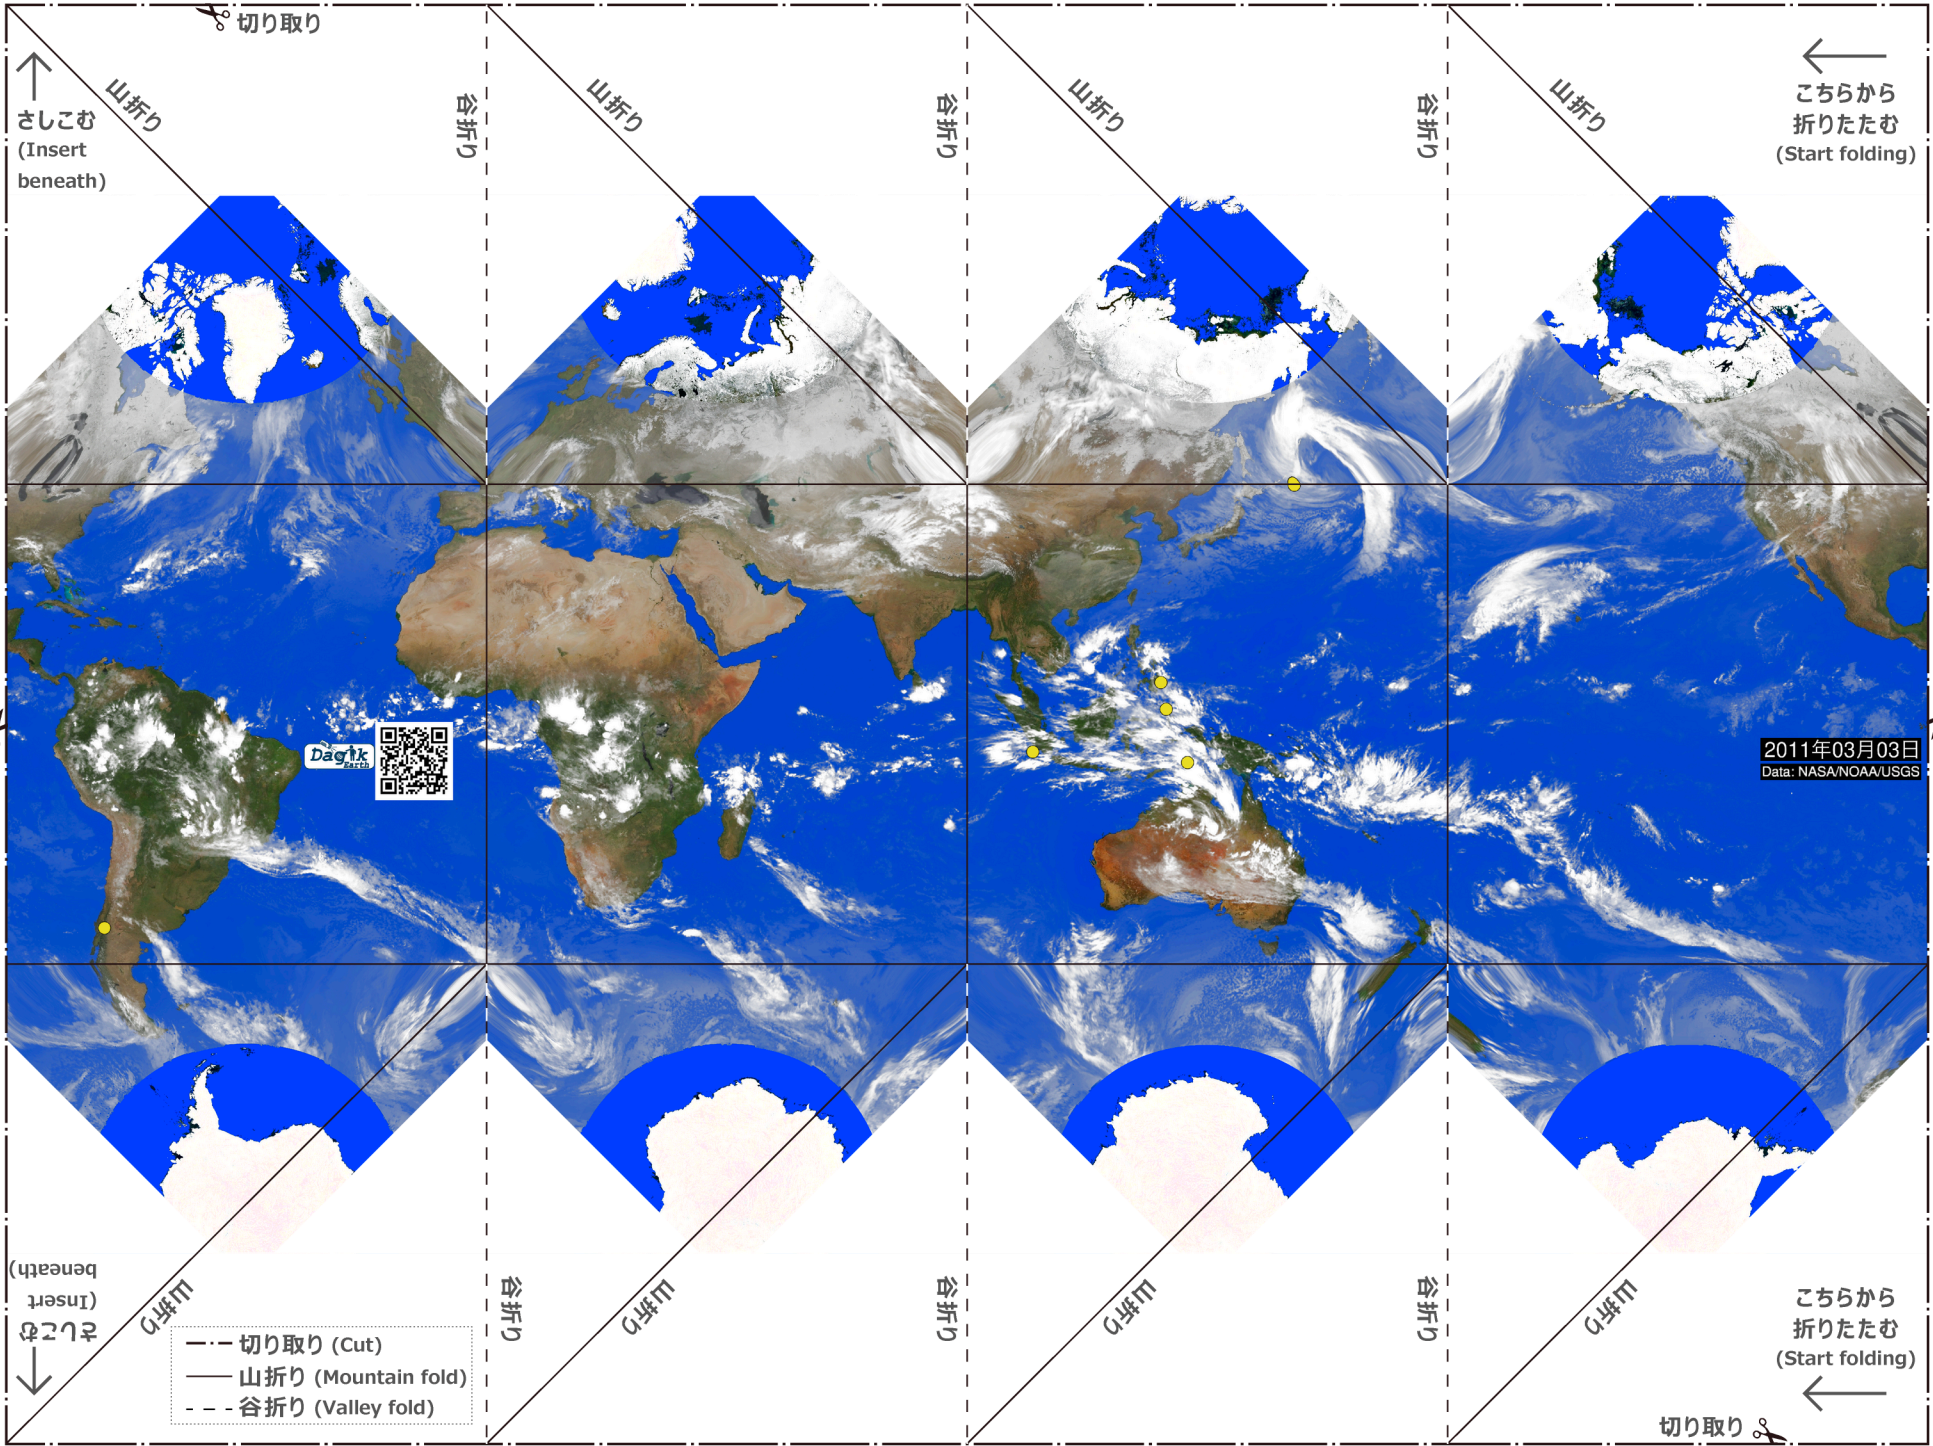 切り取り
さしこむ
(Insert
beneath)
山折り
谷折り
山折り
谷折り
山折り
谷折り
山折り
こちらから
折りたたむ
(Start folding)
Dagik
Earth
2011年03月03日
Data: NASA/NOAA/USGS
さしこむ
(Insert
beneath)
山折り
谷折り
山折り
谷折り
山折り
谷折り
山折り
こちらから
折りたたむ
(Start folding)
切り取り (Cut)
山折り (Mountain fold)
谷折り (Valley fold)
切り取り